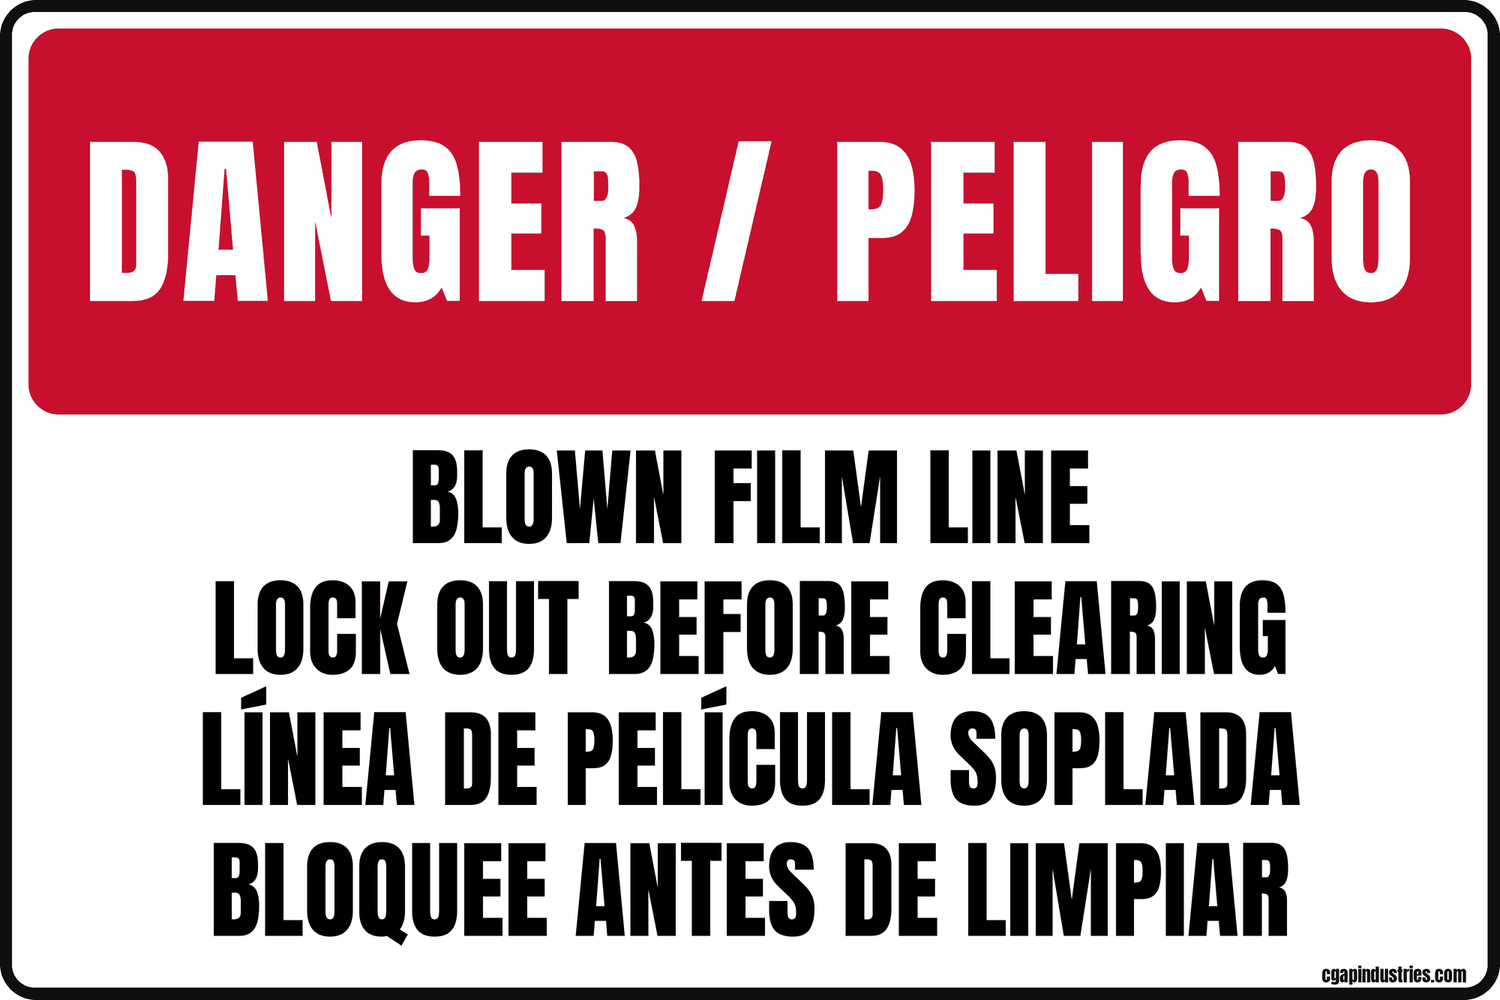 DANGER / PELIGRO
BLOWN FILM LINE
LOCK OUT BEFORE CLEARING
LÍNEA DE PELÍCULA SOPLADA
BLOQUEE ANTES DE LIMPIAR
cgapindustries.com